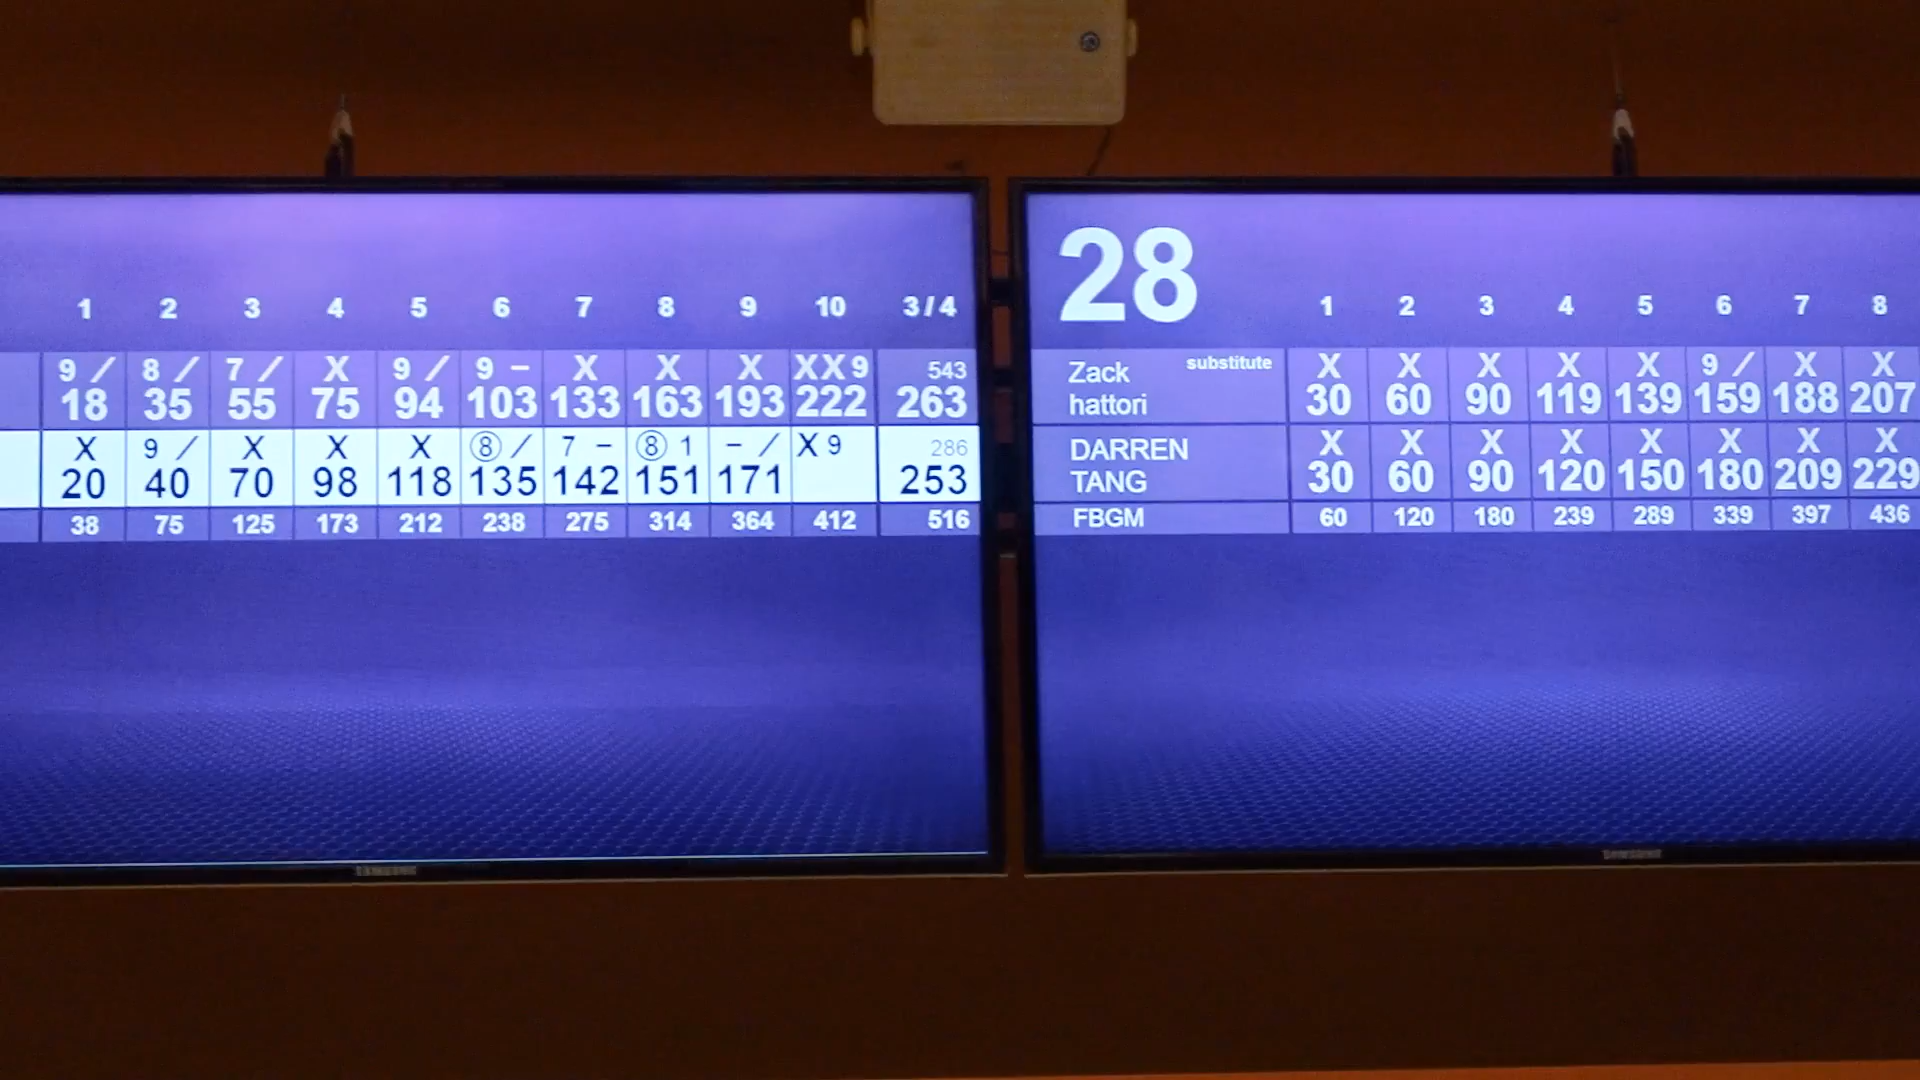 1 2 3 4 5 6 7 8 9 10 3/4
9 / 8 / 7 / X 9 / 9 – X X X XX9 543
18 35 55 75 94 103 133 163 193 222 263
X 9 / X X X ⑧ / 7 – ⑧ 1 – / X 9 286
20 40 70 98 118 135 142 151 171 253
38 75 125 173 212 238 275 314 364 412 516
SAMSUNG
28 1 2 3 4 5 6 7 8
Zack substitute X X X X X 9 / X X
hattori 30 60 90 119 139 159 188 207
DARREN X X X X X X X X
TANG 30 60 90 120 150 180 209 229
FBGM 60 120 180 239 289 339 397 436
SAMSUNG